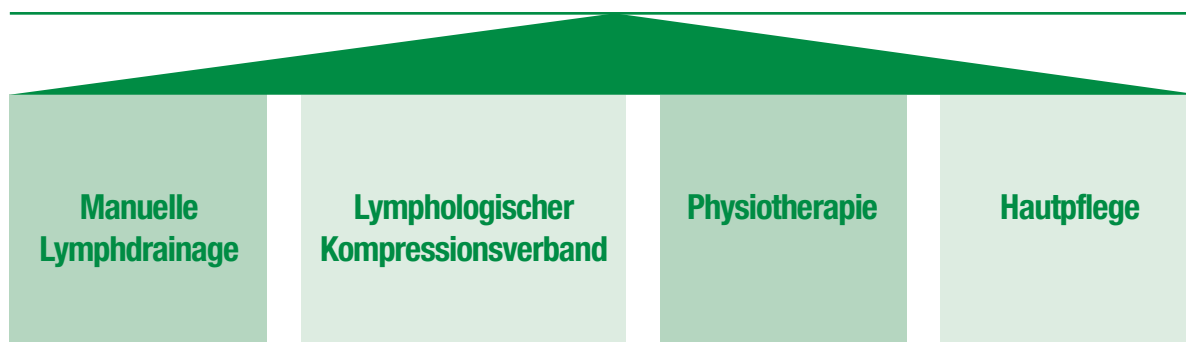 Manuelle
Lymphdrainage
Lymphologischer
Kompressionsverband
Physiotherapie
Hautpflege